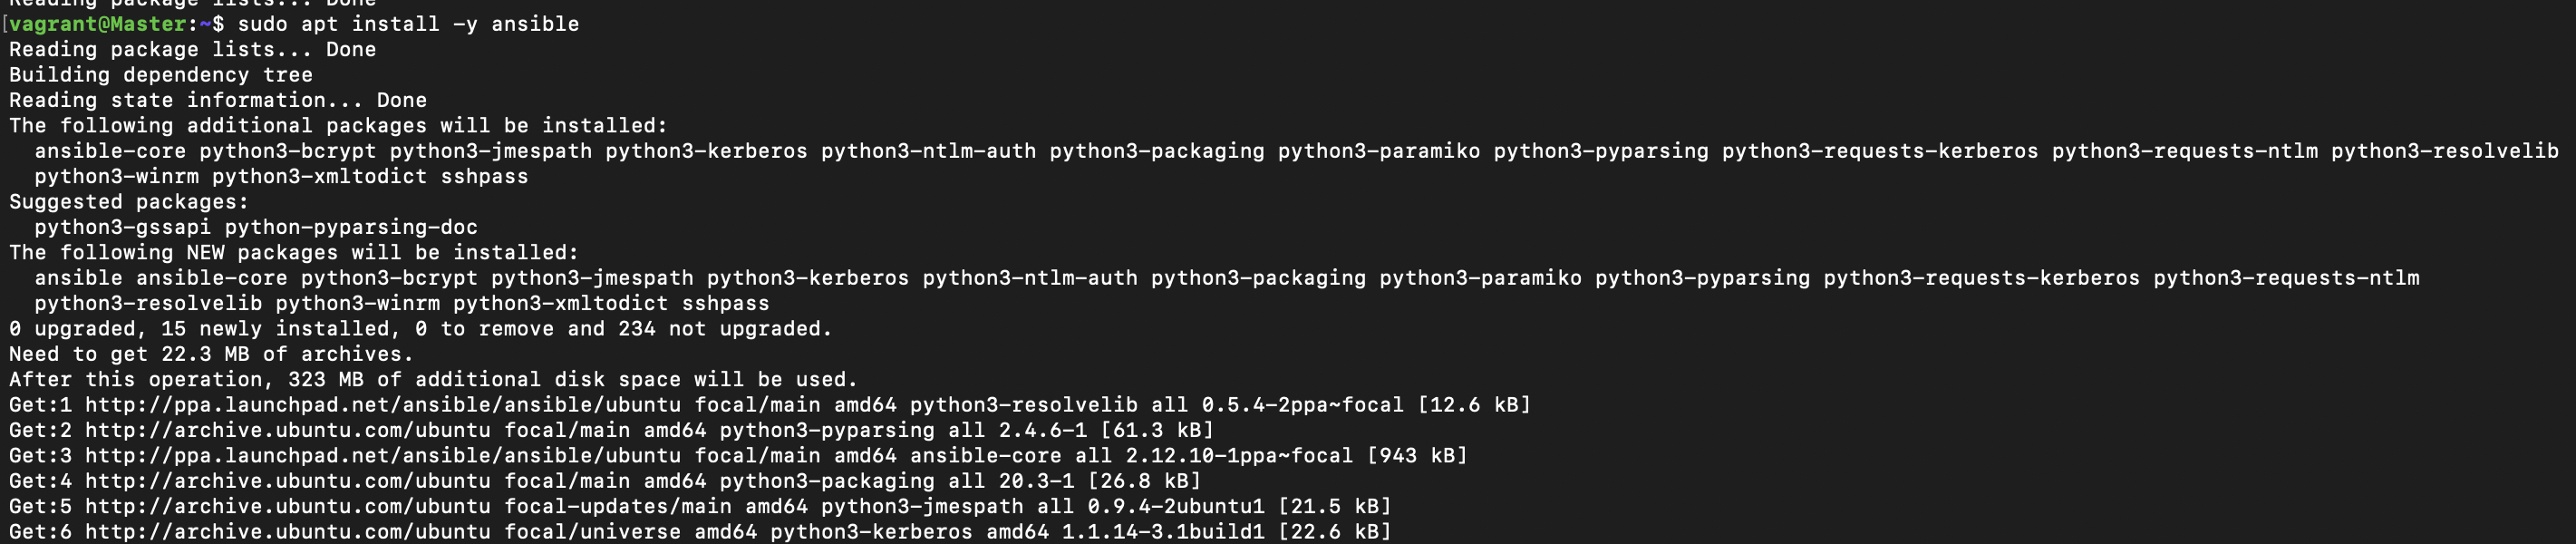 Reading package lists... Done
[vagrant@Master:~$ sudo apt install -y ansible
Reading package lists... Done
Building dependency tree
Reading state information... Done
The following additional packages will be installed:
  ansible-core python3-bcrypt python3-jmespath python3-kerberos python3-ntlm-auth python3-packaging python3-paramiko python3-pyparsing python3-requests-kerberos python3-requests-ntlm python3-resolvelib
  python3-winrm python3-xmltodict sshpass
Suggested packages:
  python3-gssapi python-pyparsing-doc
The following NEW packages will be installed:
  ansible ansible-core python3-bcrypt python3-jmespath python3-kerberos python3-ntlm-auth python3-packaging python3-paramiko python3-pyparsing python3-requests-kerberos python3-requests-ntlm
  python3-resolvelib python3-winrm python3-xmltodict sshpass
0 upgraded, 15 newly installed, 0 to remove and 234 not upgraded.
Need to get 22.3 MB of archives.
After this operation, 323 MB of additional disk space will be used.
Get:1 http://ppa.launchpad.net/ansible/ansible/ubuntu focal/main amd64 python3-resolvelib all 0.5.4-2ppa~focal [12.6 kB]
Get:2 http://archive.ubuntu.com/ubuntu focal/main amd64 python3-pyparsing all 2.4.6-1 [61.3 kB]
Get:3 http://ppa.launchpad.net/ansible/ansible/ubuntu focal/main amd64 ansible-core all 2.12.10-1ppa~focal [943 kB]
Get:4 http://archive.ubuntu.com/ubuntu focal/main amd64 python3-packaging all 20.3-1 [26.8 kB]
Get:5 http://archive.ubuntu.com/ubuntu focal-updates/main amd64 python3-jmespath all 0.9.4-2ubuntu1 [21.5 kB]
Get:6 http://archive.ubuntu.com/ubuntu focal/universe amd64 python3-kerberos amd64 1.1.14-3.1build1 [22.6 kB]